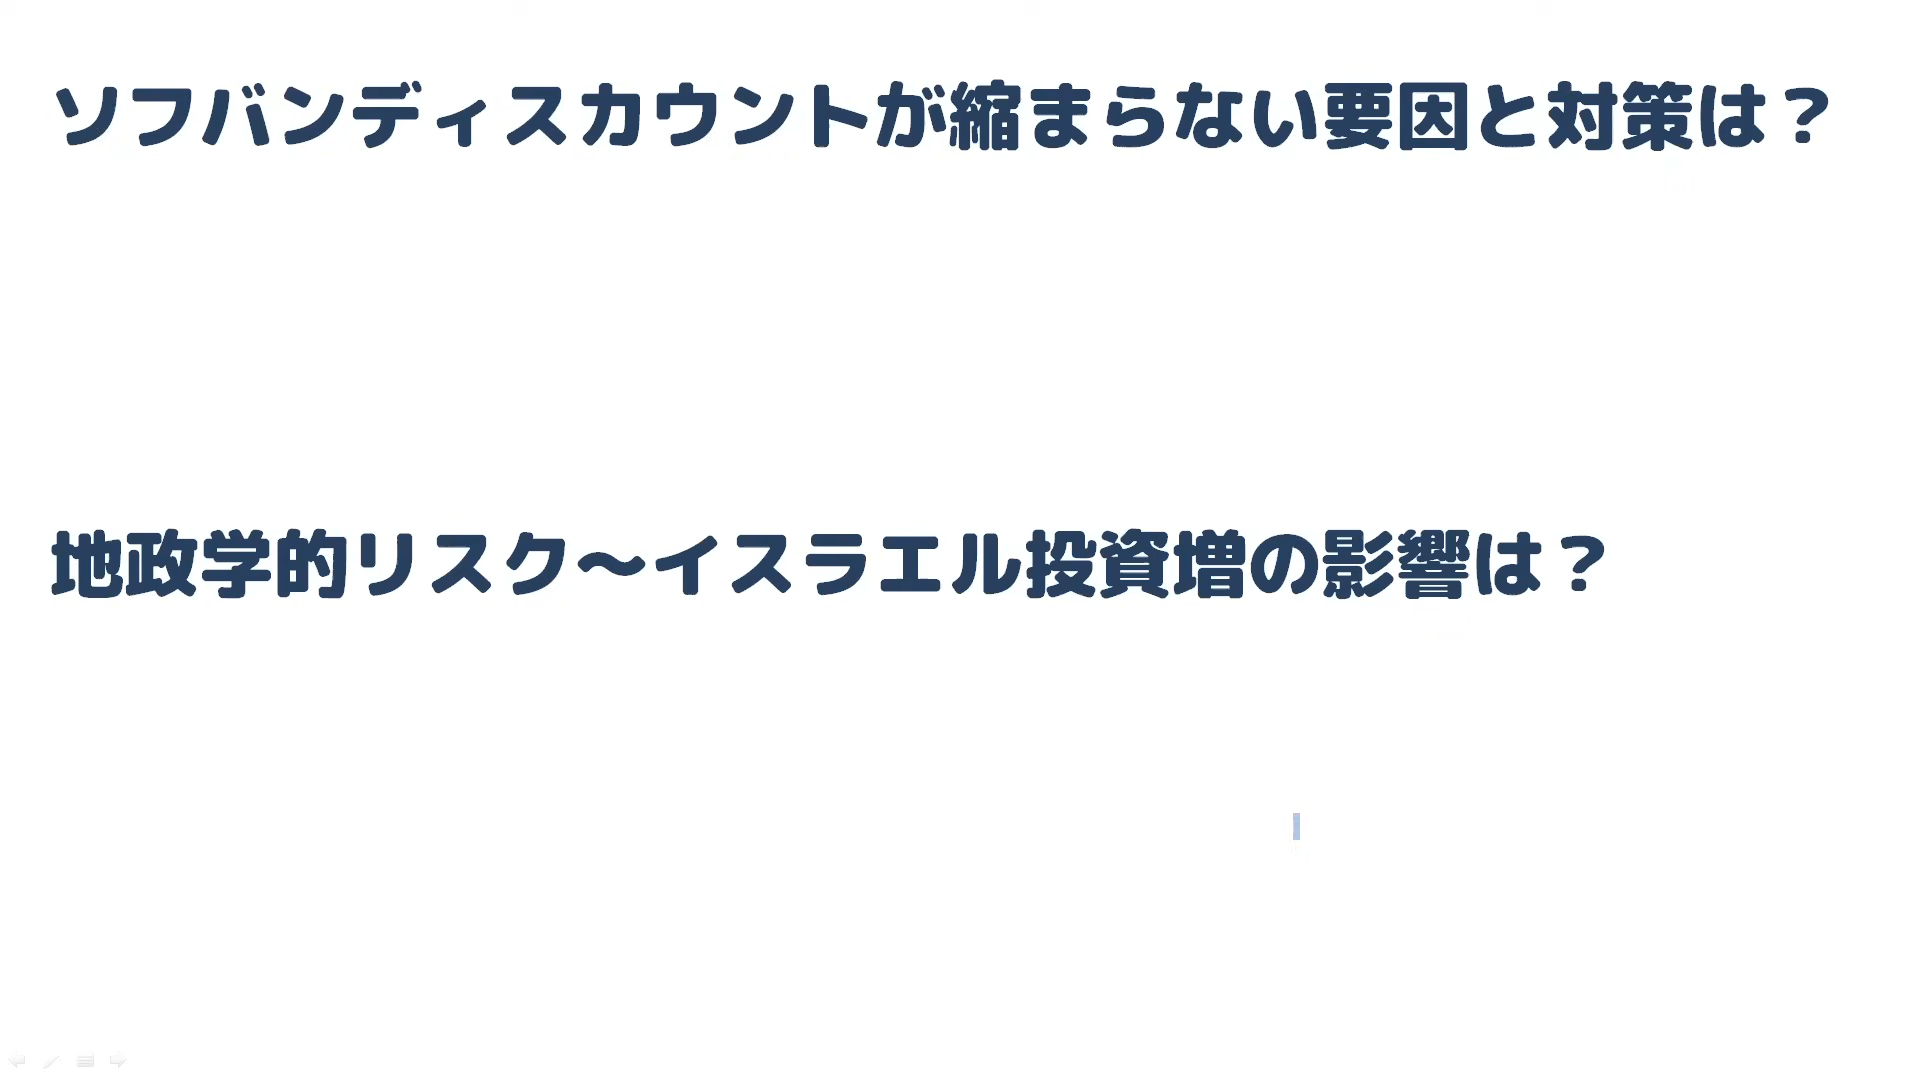 ソフバンディスカウントが縮まらない要因と対策は？
地政学的リスク～イスラエル投資増の影響は？